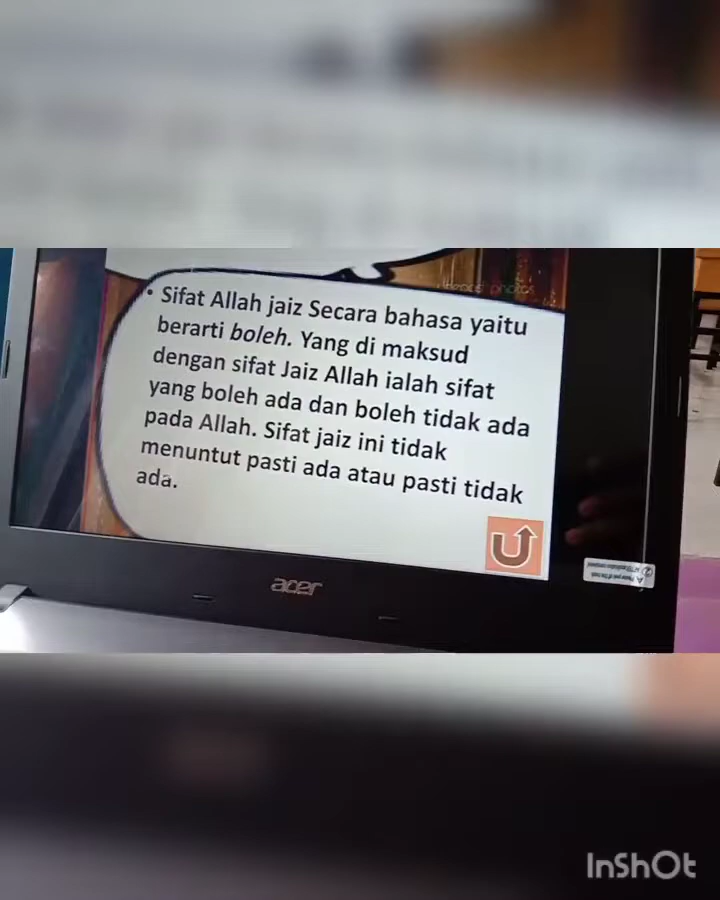 • Sifat Allah jaiz Secara bahasa yaitu
berarti boleh. Yang di maksud
dengan sifat Jaiz Allah ialah sifat
yang boleh ada dan boleh tidak ada
pada Allah. Sifat jaiz ini tidak
menuntut pasti ada atau pasti tidak
ada.
acer
InShOt